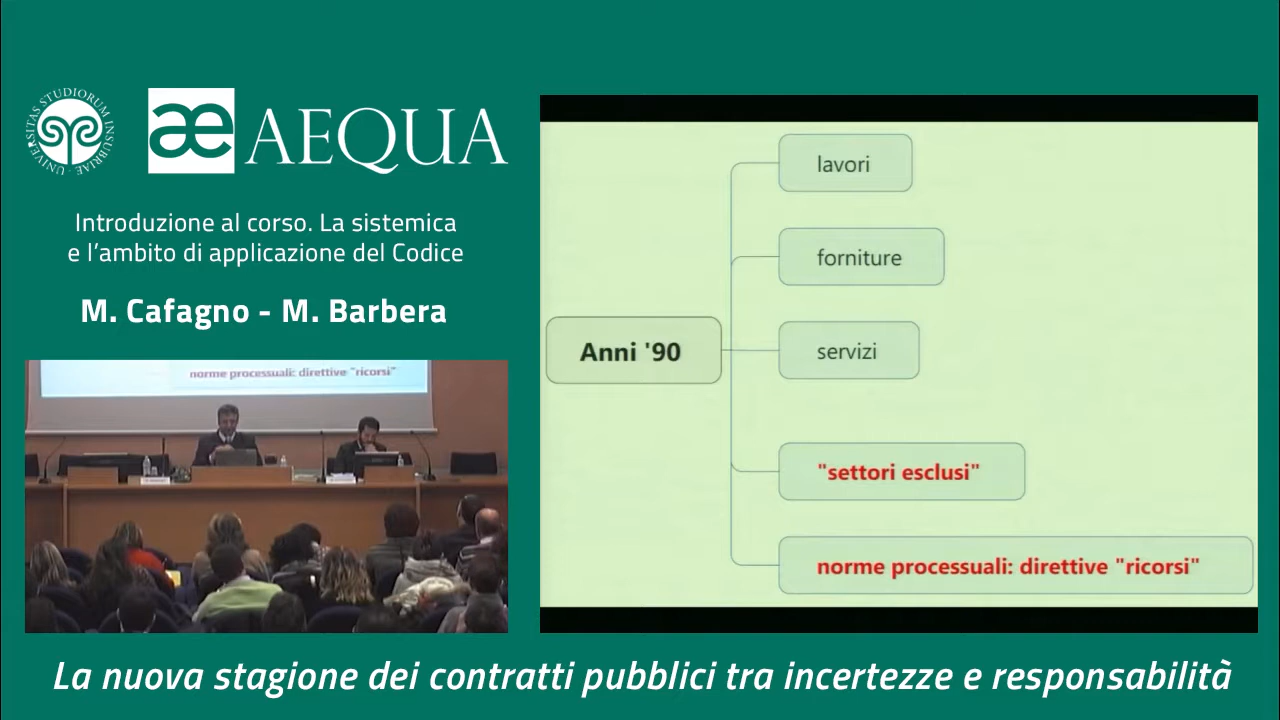 UNIVERSITAS STUDIORUM INSUBRIAE
æ AEQUA
Introduzione al corso. La sistemica
e l'ambito di applicazione del Codice
M. Cafagno - M. Barbera
norme processuali: direttive "ricorsi"
Anni '90
lavori
forniture
servizi
"settori esclusi"
norme processuali: direttive "ricorsi"
La nuova stagione dei contratti pubblici tra incertezze e responsabilità